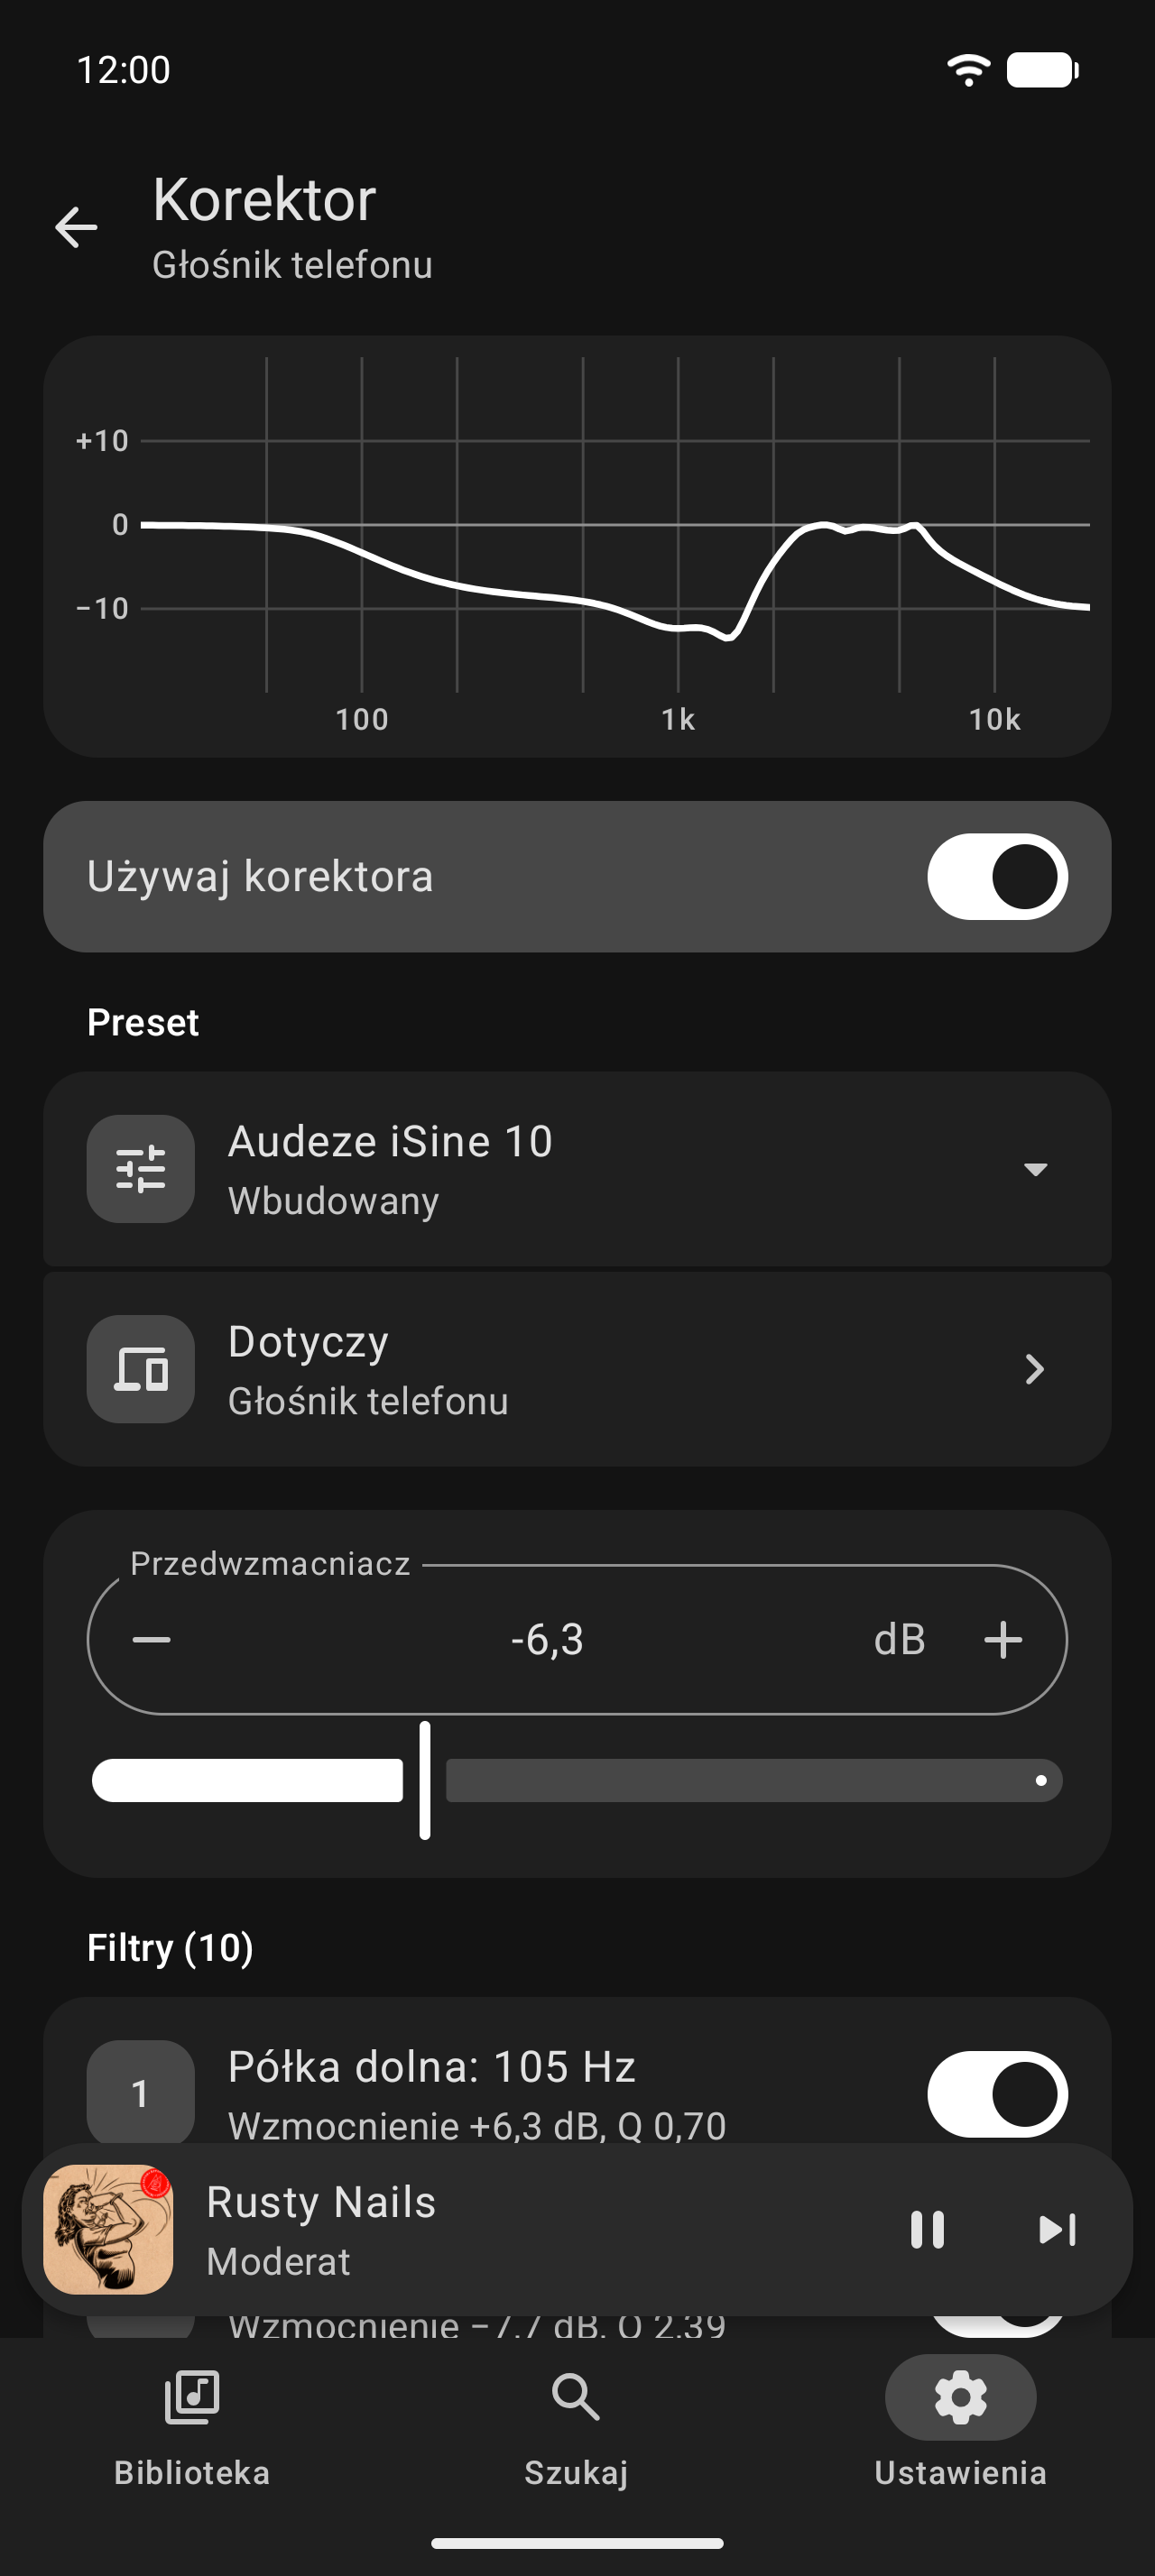 12:00
Korektor
Głośnik telefonu
+10
0
−10
100
1k
10k
Używaj korektora
Preset
Audeze iSine 10
Wbudowany
Dotyczy
Głośnik telefonu
Przedwzmacniacz
-6,3
dB
Filtry (10)
1
Półka dolna: 105 Hz
Wzmocnienie +6,3 dB, Q 0,70
Rusty Nails
Moderat
Wzmocnienie −7,7 dB, Q 2,39
Biblioteka
Szukaj
Ustawienia